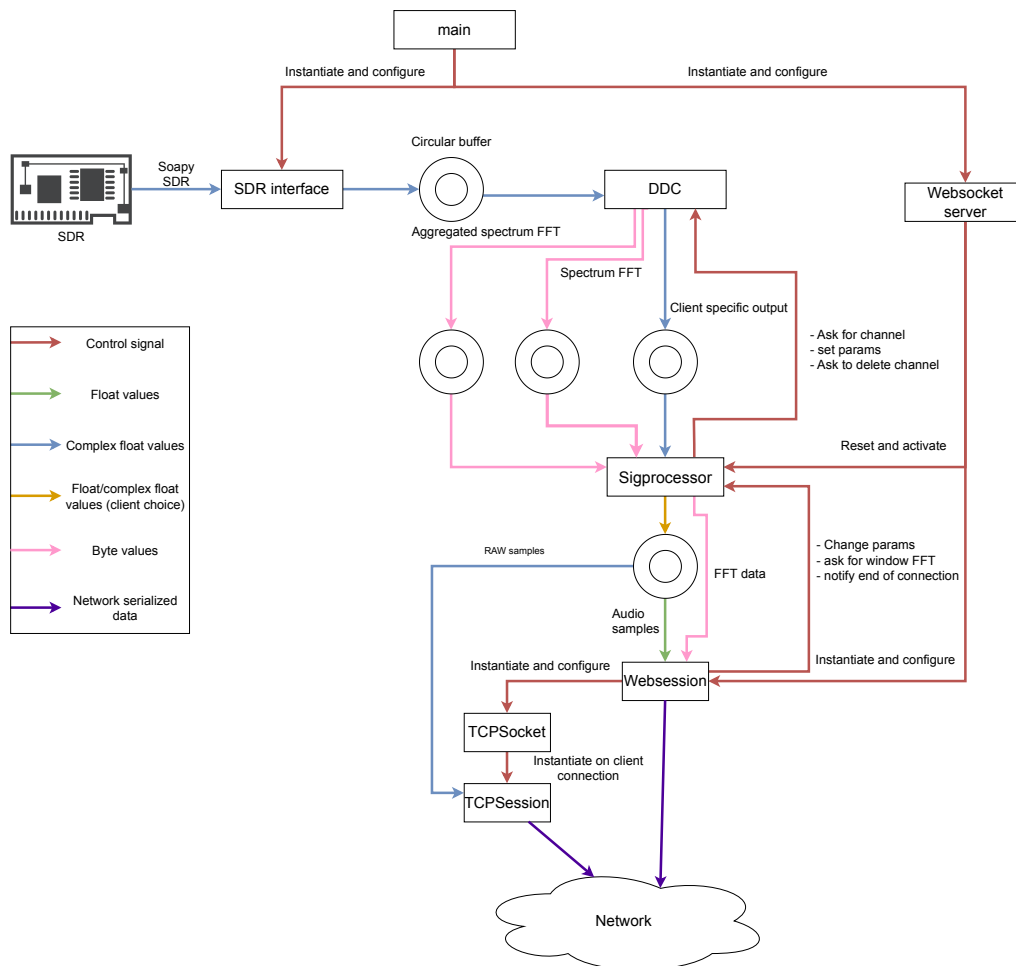 main
Instantiate and configure
Instantiate and configure
Circular buffer
Soapy
SDR
SDR interface
DDC
Websocket
server
SDR
Aggregated spectrum FFT
Spectrum FFT
Client specific output
- Ask for channel
- set params
- Ask to delete channel
Control signal
Float values
Complex float values
Float/complex float
values (client choice)
Byte values
Network serialized
data
Reset and activate
Sigprocessor
RAW samples
FFT data
- Change params
- ask for window FFT
- notify end of connection
Audio
samples
Instantiate and configure
Instantiate and configure
Websession
TCPSocket
Instantiate on client
connection
TCPSession
Network